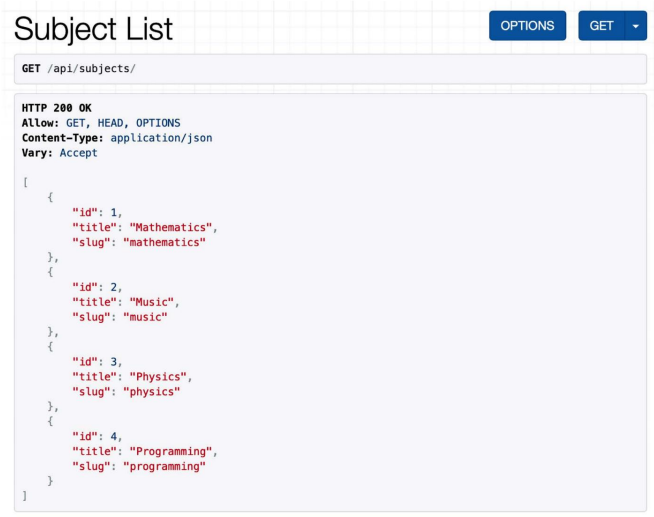 Subject List
OPTIONS
GET
GET /api/subjects/
HTTP 200 OK
Allow: GET, HEAD, OPTIONS
Content-Type: application/json
Vary: Accept
[
    {
        "id": 1,
        "title": "Mathematics",
        "slug": "mathematics"
    },
    {
        "id": 2,
        "title": "Music",
        "slug": "music"
    },
    {
        "id": 3,
        "title": "Physics",
        "slug": "physics"
    },
    {
        "id": 4,
        "title": "Programming",
        "slug": "programming"
    }
]